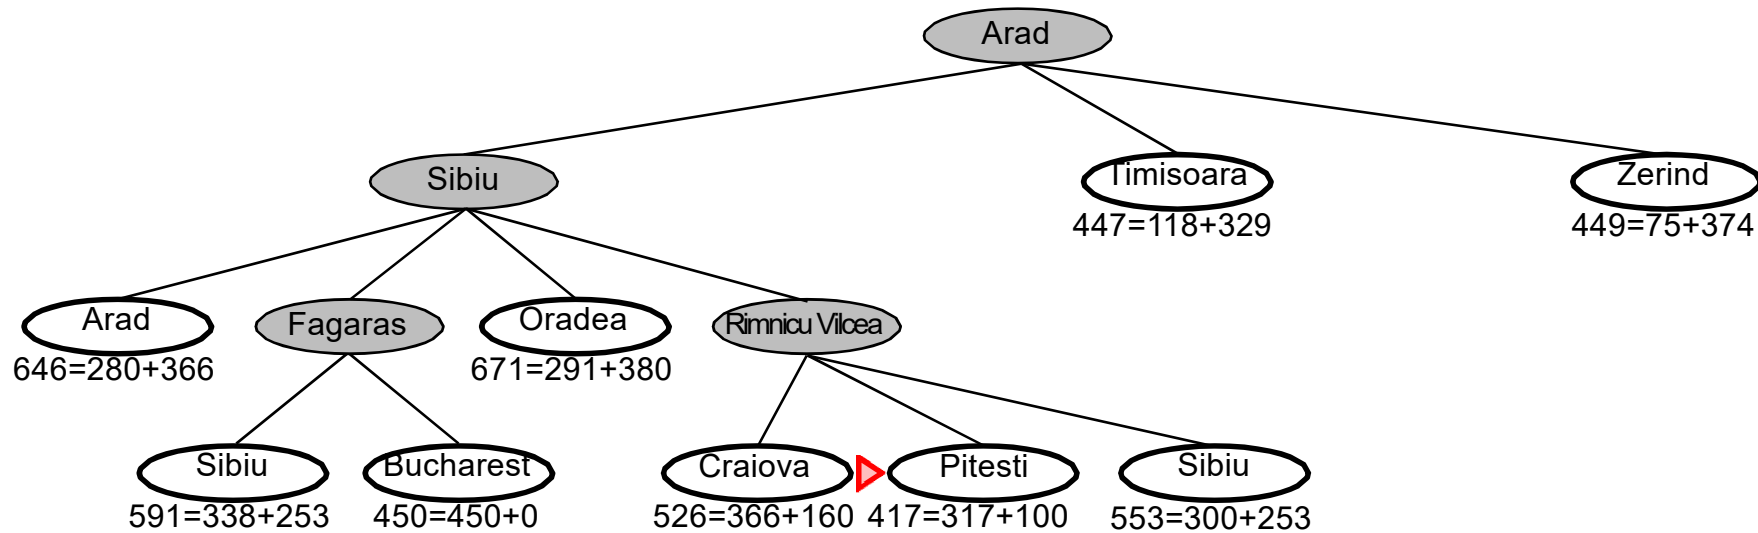 Arad
Sibiu
Timisoara
447=118+329
Zerind
449=75+374
Arad
646=280+366
Fagaras
Oradea
671=291+380
Rimnicu Vilcea
Sibiu
591=338+253
Bucharest
450=450+0
Craiova
526=366+160
Pitesti
417=317+100
Sibiu
553=300+253